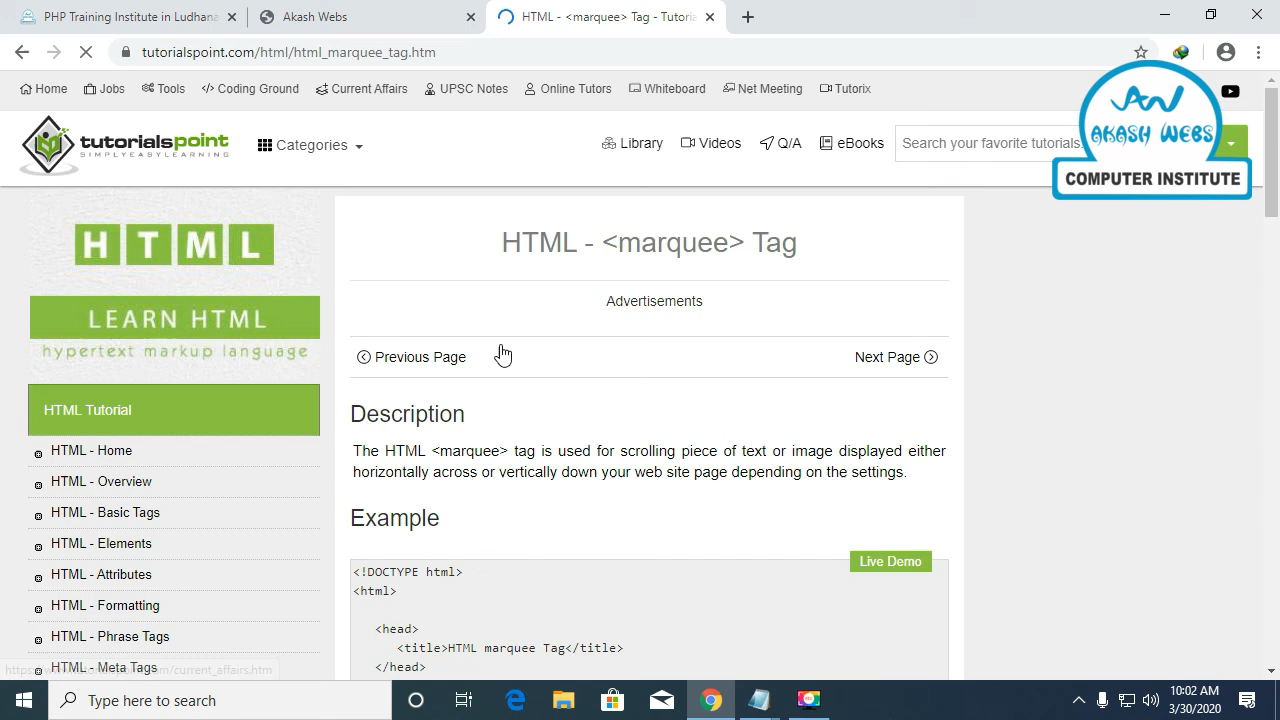 PHP Training Institute in Ludhana
Akash Webs
HTML - <marquee> Tag - Tutoria
tutorialspoint.com/html/html_marquee_tag.htm
Home
Jobs
Tools
Coding Ground
Current Affairs
UPSC Notes
Online Tutors
Whiteboard
Net Meeting
Tutorix
tutorialspoint
SIMPLYEASYLEARNING
Categories
Library
Videos
Q/A
eBooks
Search your favorite tutorials.
AW
AKASH WEBS
COMPUTER INSTITUTE
HTML
LEARN HTML
hypertext markup language
HTML Tutorial
HTML - Home
HTML - Overview
HTML - Basic Tags
HTML - Elements
HTML - Attributes
HTML - Formatting
HTML - Phrase Tags
HTML - Meta Tags
HTML - <marquee> Tag
Advertisements
Previous Page
Next Page
Description
The HTML <marquee> tag is used for scrolling piece of text or image displayed either
horizontally across or vertically down your web site page depending on the settings.
Example
Live Demo
<!DOCTYPE html>
<html>
<head>
<title>HTML marquee Tag</title>
</head>
Type here to search
10:02 AM
3/30/2020